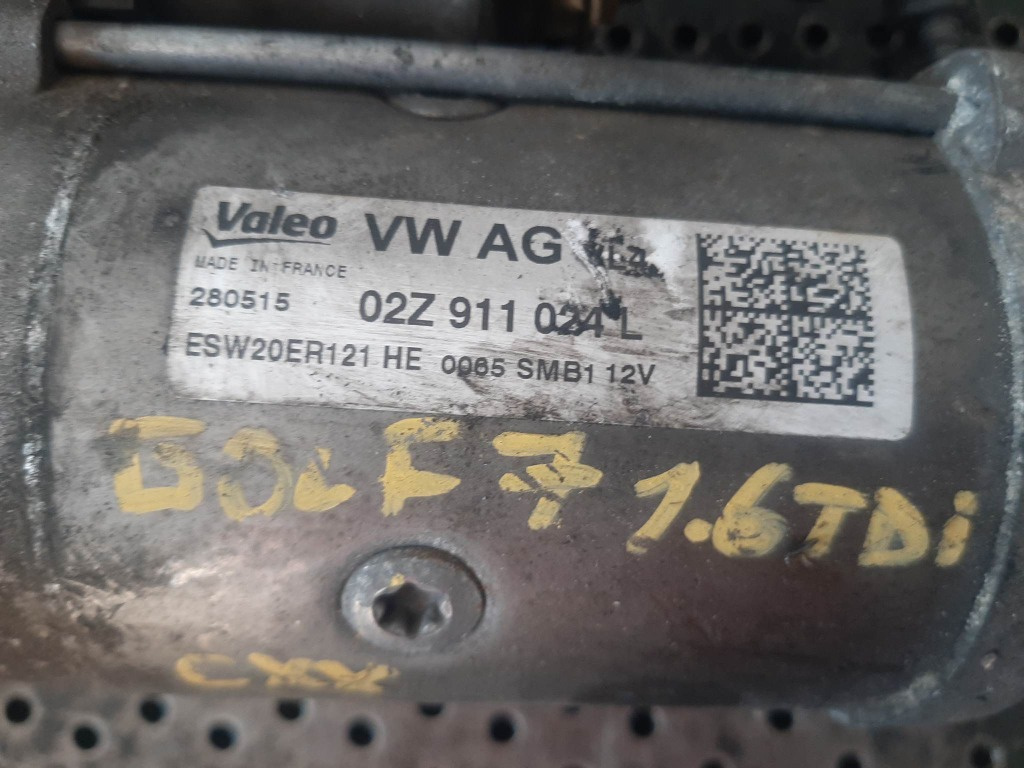 Valeo VW AG
MADE IN FRANCE
280515 02Z 911 024 L
ESW20ER121 HE 0065 SMB1 12V
GOLF 7 1.6TDi
CXX